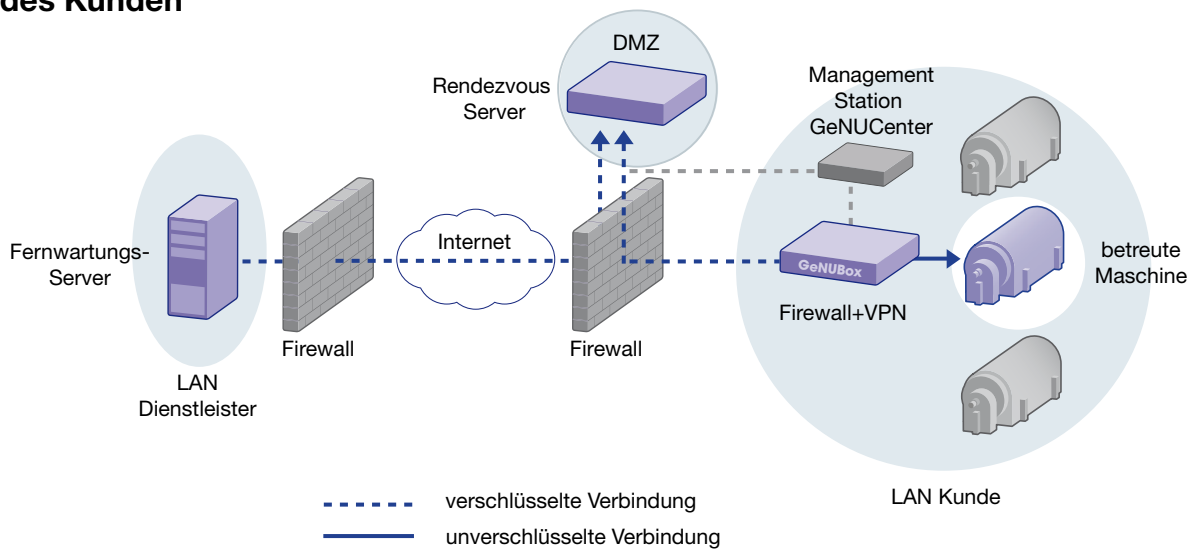 des Kunden
DMZ
Rendezvous
Server
Management
Station
GeNUCenter
Fernwartungs-
Server
Internet
GeNUBox
betreute
Maschine
Firewall+VPN
Firewall
Firewall
LAN
Dienstleister
LAN Kunde
verschlüsselte Verbindung
unverschlüsselte Verbindung